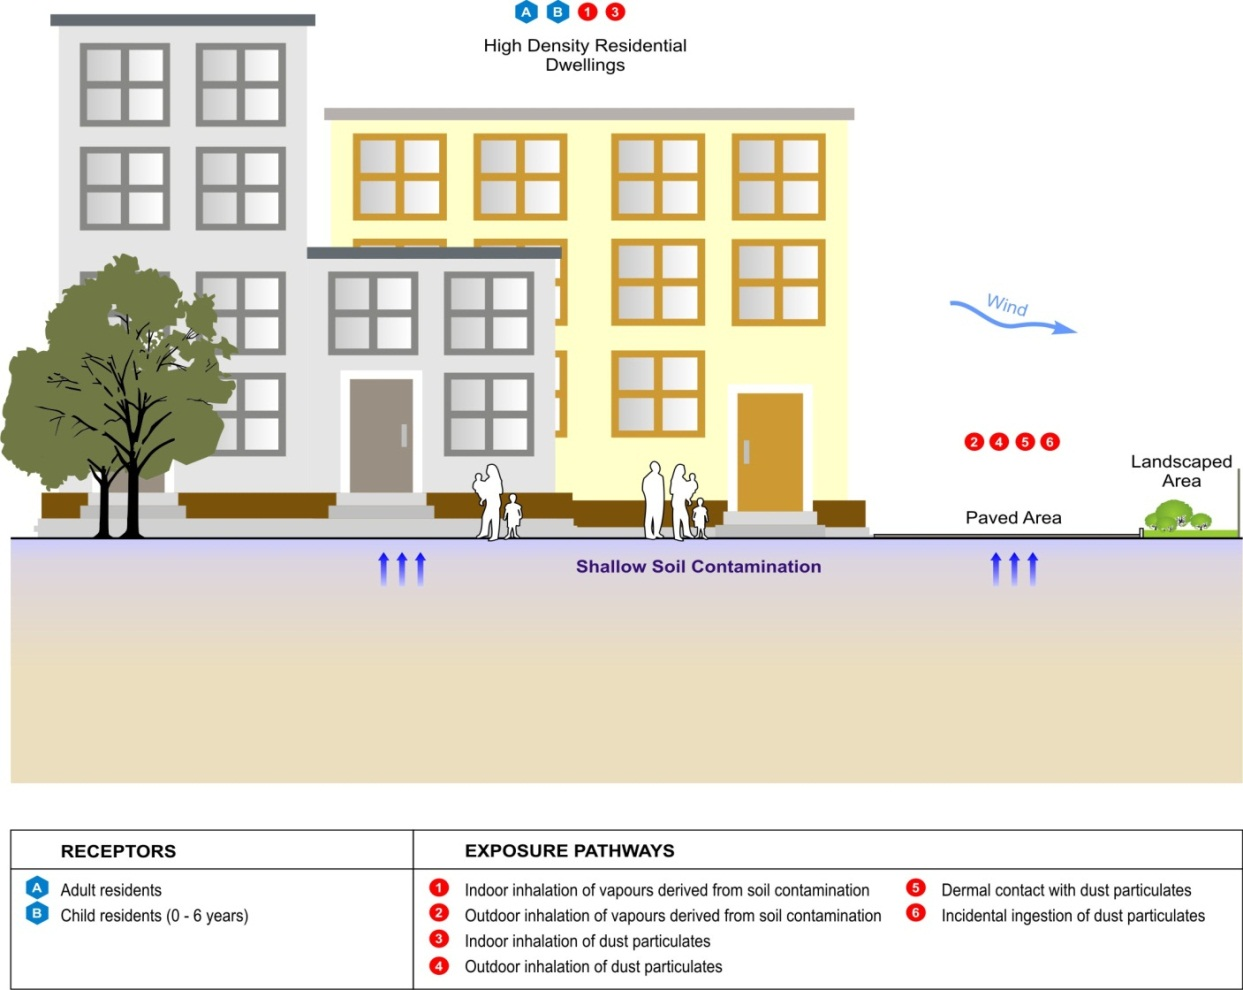 A B 1 3
High Density Residential
Dwellings
Wind
2 4 5 6
Landscaped
Area
Paved Area
Shallow Soil Contamination
RECEPTORS
A Adult residents
B Child residents (0 - 6 years)
EXPOSURE PATHWAYS
1 Indoor inhalation of vapours derived from soil contamination
2 Outdoor inhalation of vapours derived from soil contamination
3 Indoor inhalation of dust particulates
4 Outdoor inhalation of dust particulates
5 Dermal contact with dust particulates
6 Incidental ingestion of dust particulates